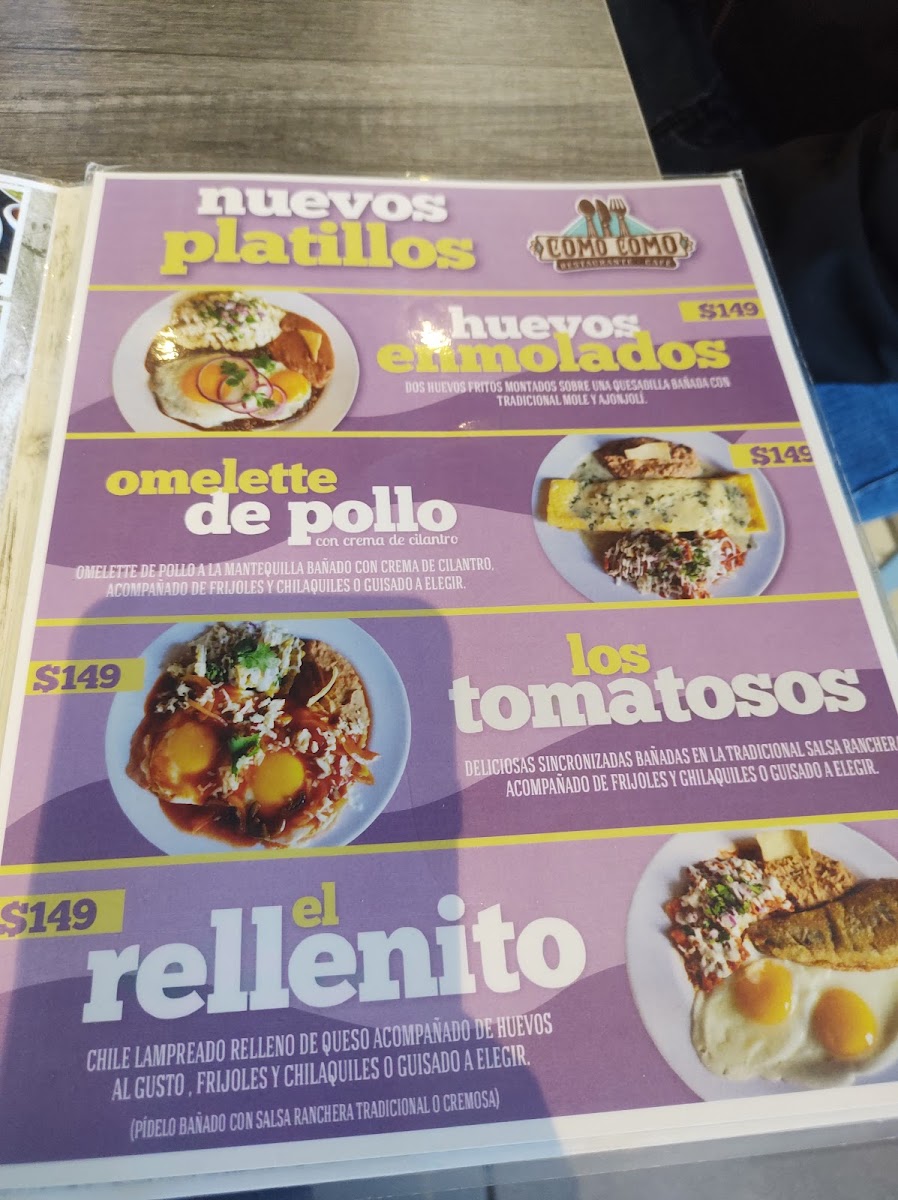 nuevos
platillos
COMO COMO
RESTAURANTE CAFÉ
huevos
enmolados
$149
DOS HUEVOS FRITOS MONTADOS SOBRE UNA QUESADILLA BAÑADA CON
TRADICIONAL MOLE Y AJONJOLÍ.
omelette
de pollo
con crema de cilantro
$149
OMELETTE DE POLLO A LA MANTEQUILLA BAÑADO CON CREMA DE CILANTRO.
ACOMPAÑADO DE FRIJOLES Y CHILAQUILES O GUISADO A ELEGIR.
$149
los
tomatosos
DELICIOSAS SINCRONIZADAS BAÑADAS EN LA TRADICIONAL SALSA RANCHERA
ACOMPAÑADO DE FRIJOLES Y CHILAQUILES O GUISADO A ELEGIR.
$149
el
rellenito
CHILE LAMPREADO RELLENO DE QUESO ACOMPAÑADO DE HUEVOS
AL GUSTO , FRIJOLES Y CHILAQUILES O GUISADO A ELEGIR.
(PÍDELO BAÑADO CON SALSA RANCHERA TRADICIONAL O CREMOSA)